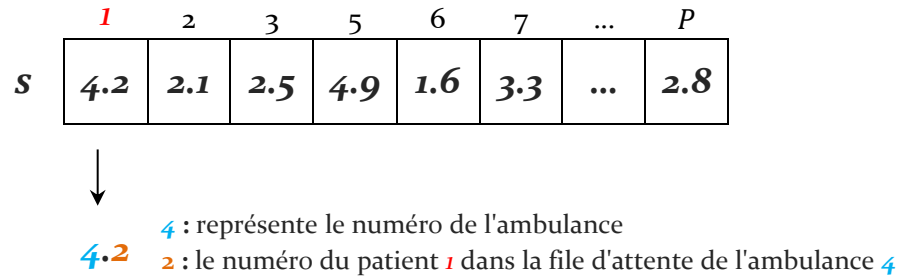 1 2 3 5 6 7 ... P
S 4.2 2.1 2.5 4.9 1.6 3.3 ... 2.8
4 : représente le numéro de l'ambulance
4.2 2 : le numéro du patient 1 dans la file d'attente de l'ambulance 4